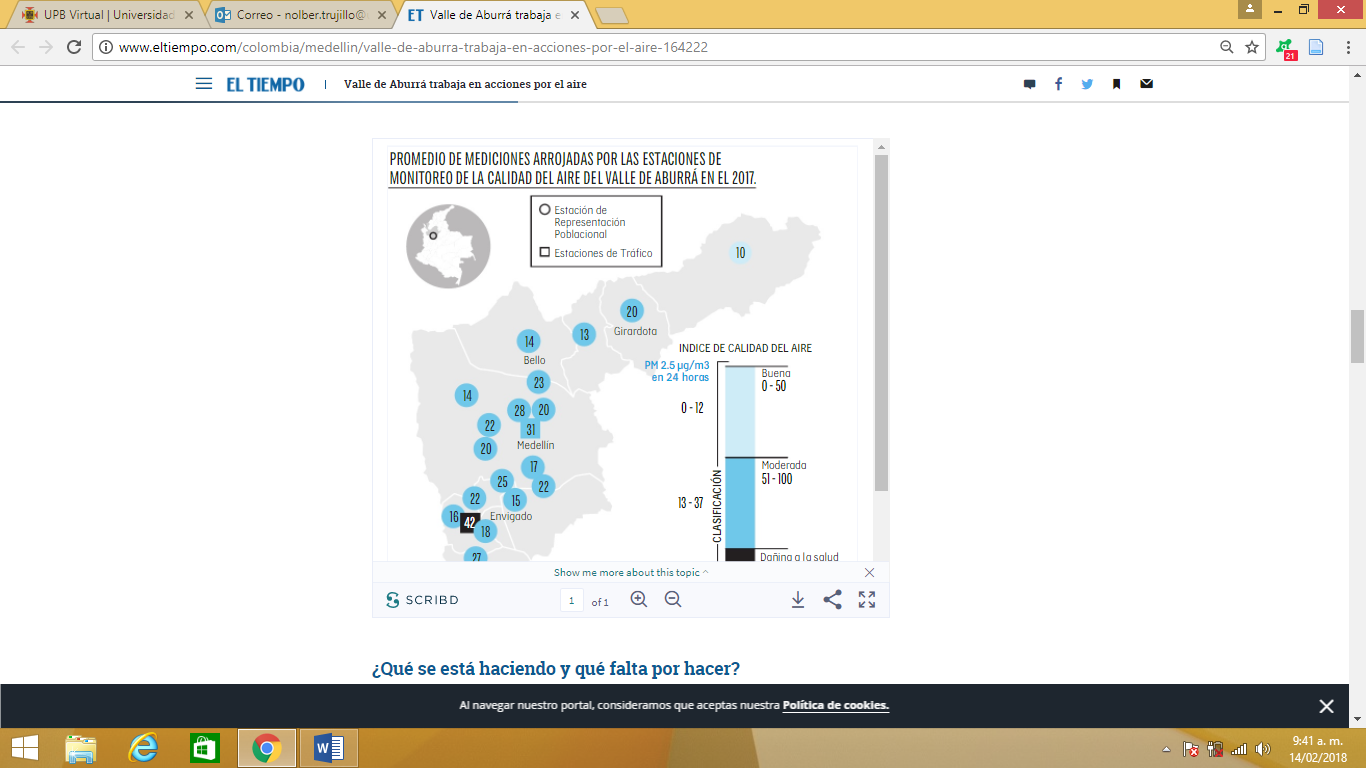 UPB Virtual | Universidad
Correo - nolber.trujillo@
ET Valle de Aburrá trabaja e
www.eltiempo.com/colombia/medellin/valle-de-aburra-trabaja-en-acciones-por-el-aire-164222
21
EL TIEMPO | Valle de Aburrá trabaja en acciones por el aire
PROMEDIO DE MEDICIONES ARROJADAS POR LAS ESTACIONES DE
MONITOREO DE LA CALIDAD DEL AIRE DEL VALLE DE ABURRÁ EN EL 2017.
Estación de
Representación
Poblacional
Estaciones de Tráfico
10
20
Girardota
13
14
Bello
23
14
28
20
22
31
Medellín
20
17
25
22
22
15
Envigado
16
42
18
27
INDICE DE CALIDAD DEL AIRE
PM 2.5 µg/m3
en 24 horas
Buena
0 - 50
0 - 12
Moderada
51 - 100
13 - 37
CLASIFICACIÓN
Dañina a la salud
Show me more about this topic
SCRIBD
1 of 1
¿Qué se está haciendo y qué falta por hacer?
Al navegar nuestro portal, consideramos que aceptas nuestra Política de cookies.
9:41 a. m.
14/02/2018